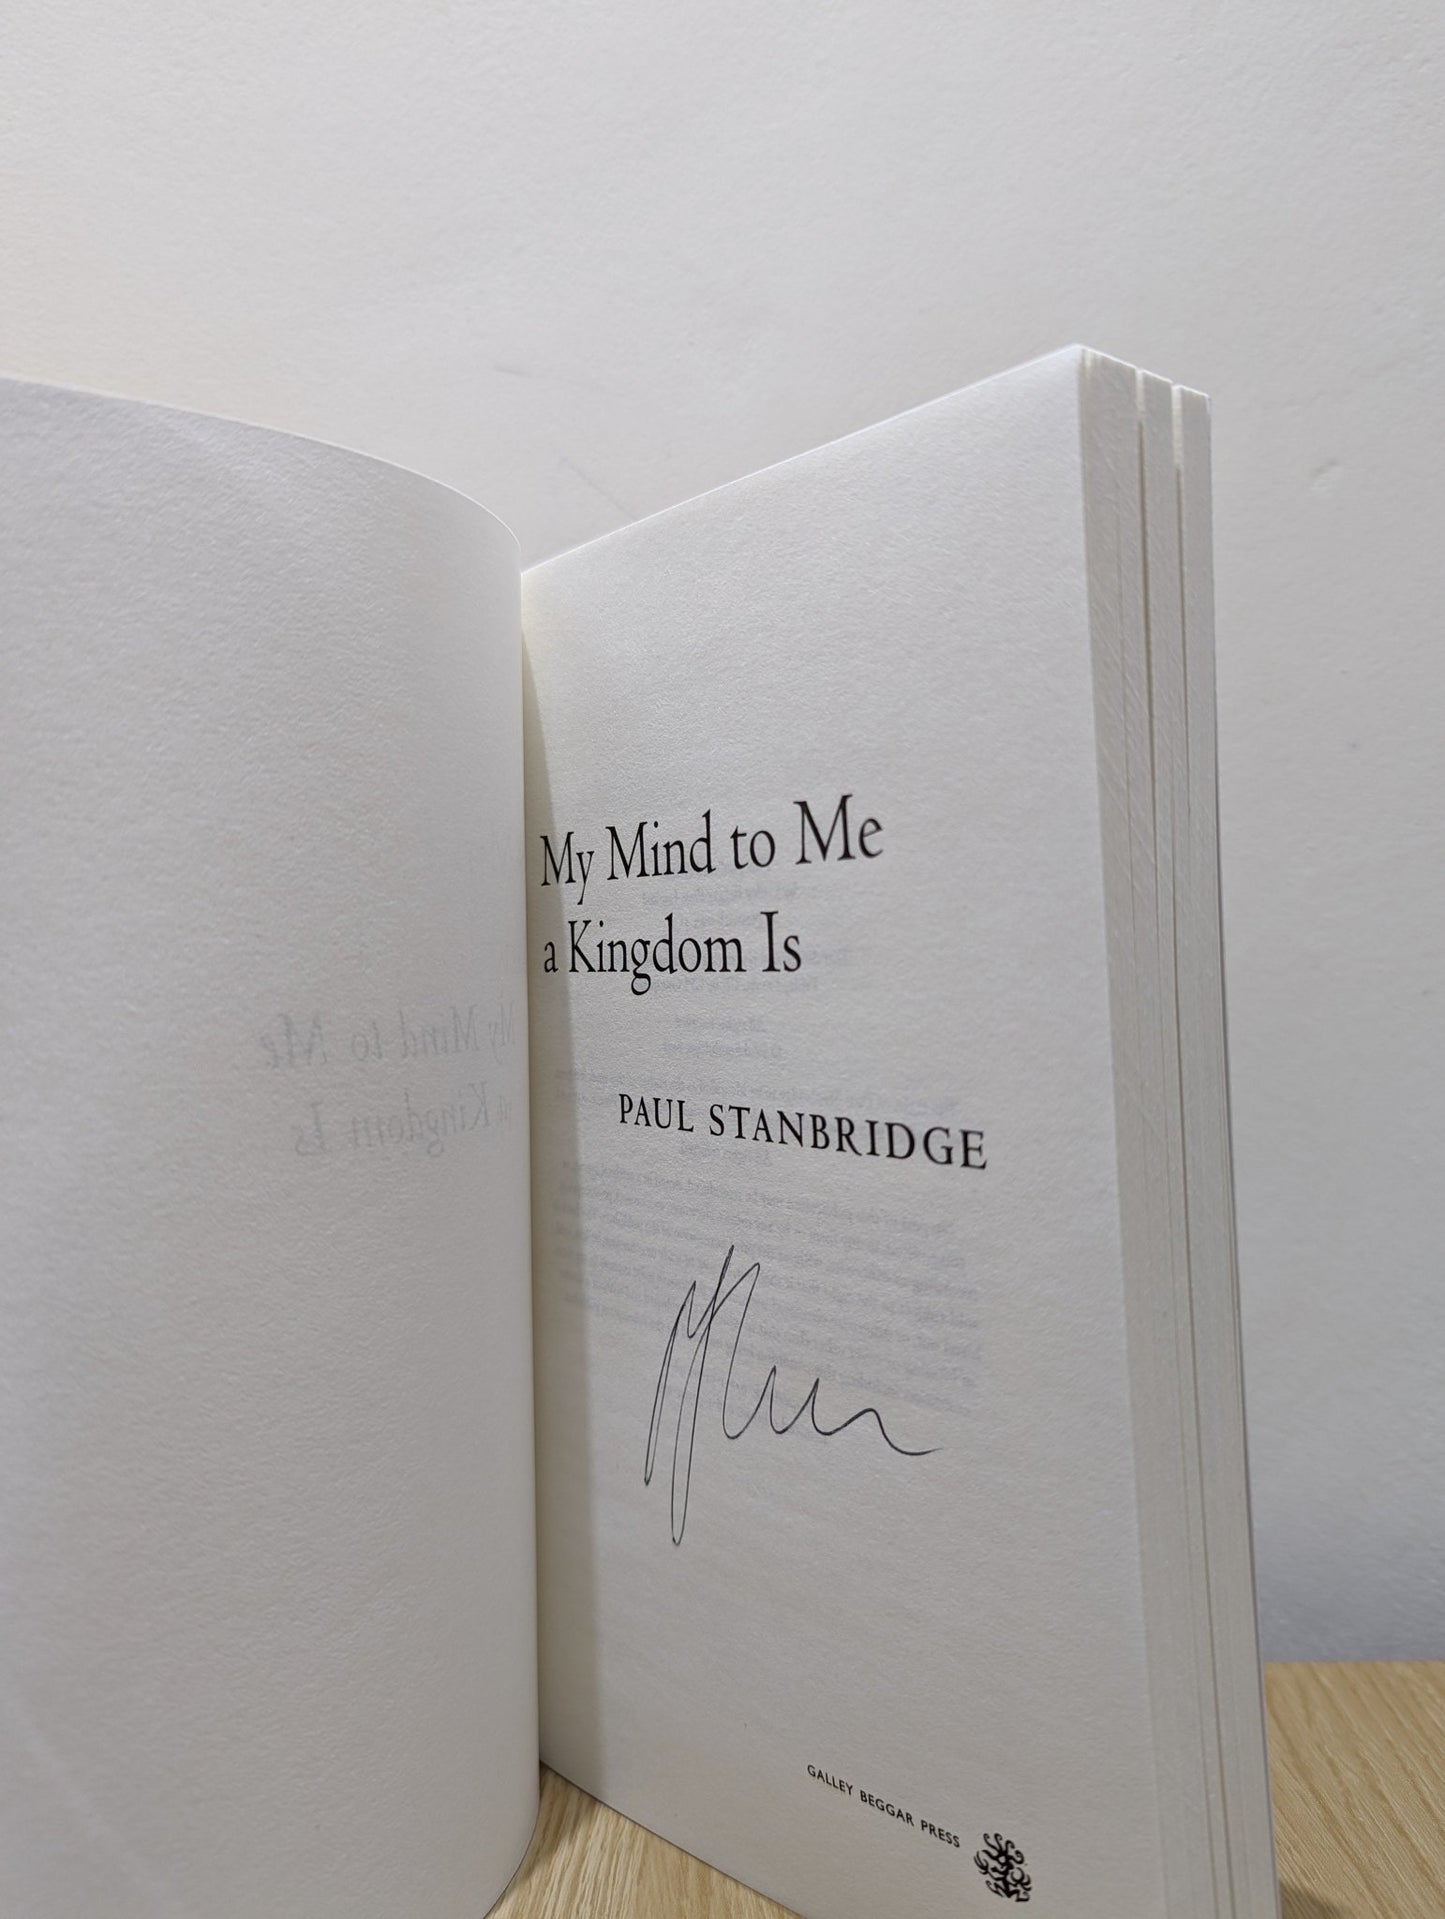 My Mind to Me
a Kingdom Is
PAUL STANBRIDGE
GALLEY BEGGAR PRESS